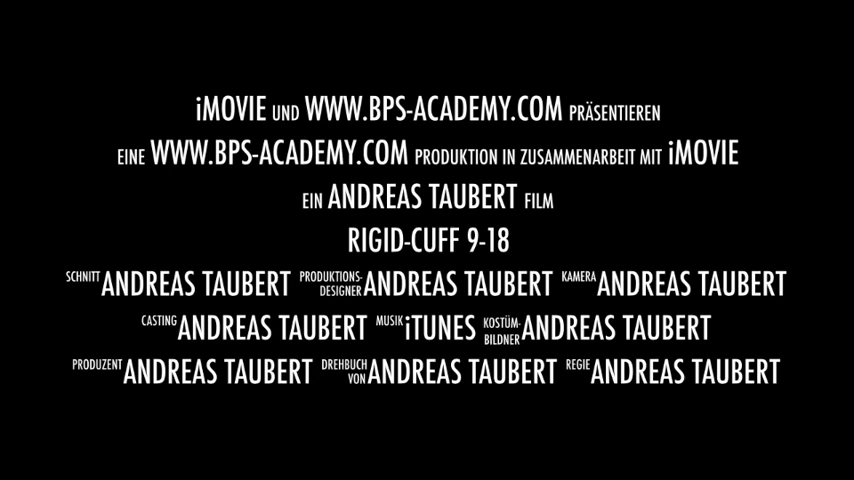 iMOVIE UND WWW.BPS-ACADEMY.COM PRÄSENTIEREN
EINE WWW.BPS-ACADEMY.COM PRODUKTION IN ZUSAMMENARBEIT MIT iMOVIE
EIN ANDREAS TAUBERT FILM
RIGID-CUFF 9-18
SCHNITT ANDREAS TAUBERT PRODUKTIONS-DESIGNER ANDREAS TAUBERT KAMERA ANDREAS TAUBERT
CASTING ANDREAS TAUBERT MUSIK iTUNES KOSTÜM-BILDNER ANDREAS TAUBERT
PRODUZENT ANDREAS TAUBERT DREHBUCH VON ANDREAS TAUBERT REGIE ANDREAS TAUBERT